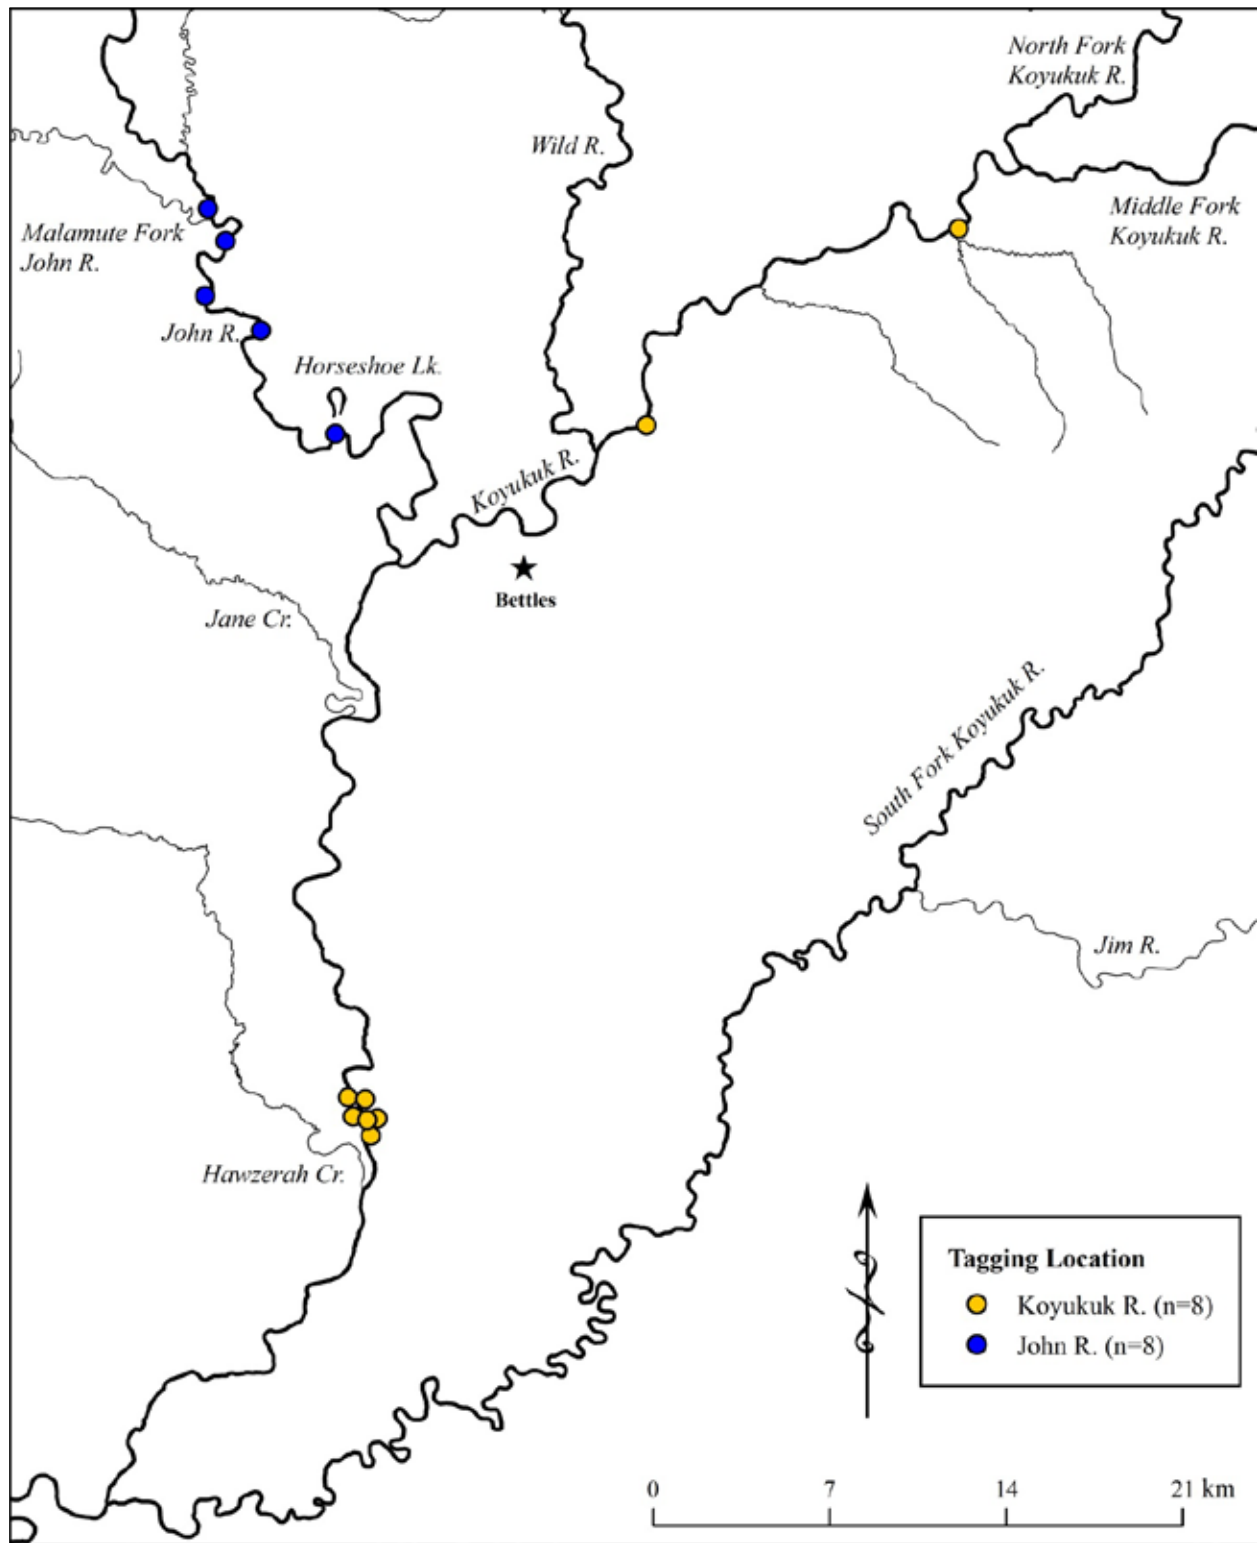 North Fork
Koyukuk R.
Wild R.
Middle Fork
Koyukuk R.
Malamute Fork
John R.
John R.
Horseshoe Lk.
Koyukuk R.
Bettles
Jane Cr.
South Fork Koyukuk R.
Jim R.
Hawzerah Cr.
Tagging Location
Koyukuk R. (n=8)
John R. (n=8)
0 7 14 21 km